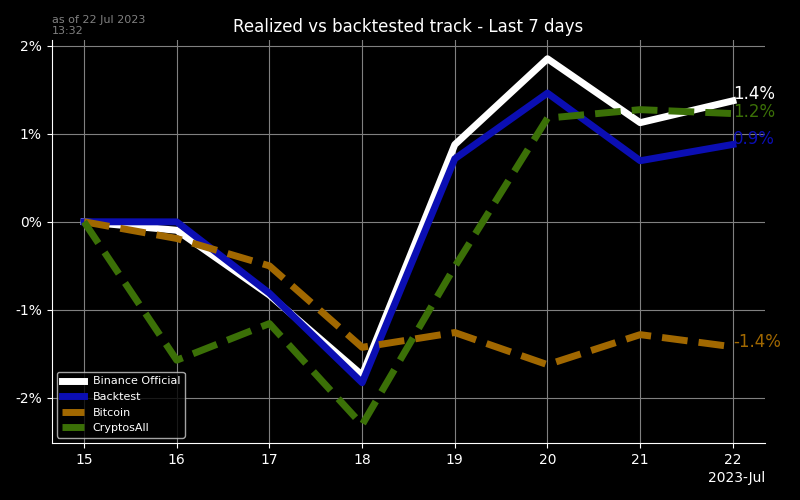 as of 22 Jul 2023
13:32
Realized vs backtested track - Last 7 days
2%
1%
0%
-1%
-2%
1.4%
1.2%
0.9%
-1.4%
Binance Official
Backtest
Bitcoin
CryptosAll
15 16 17 18 19 20 21 22
2023-Jul